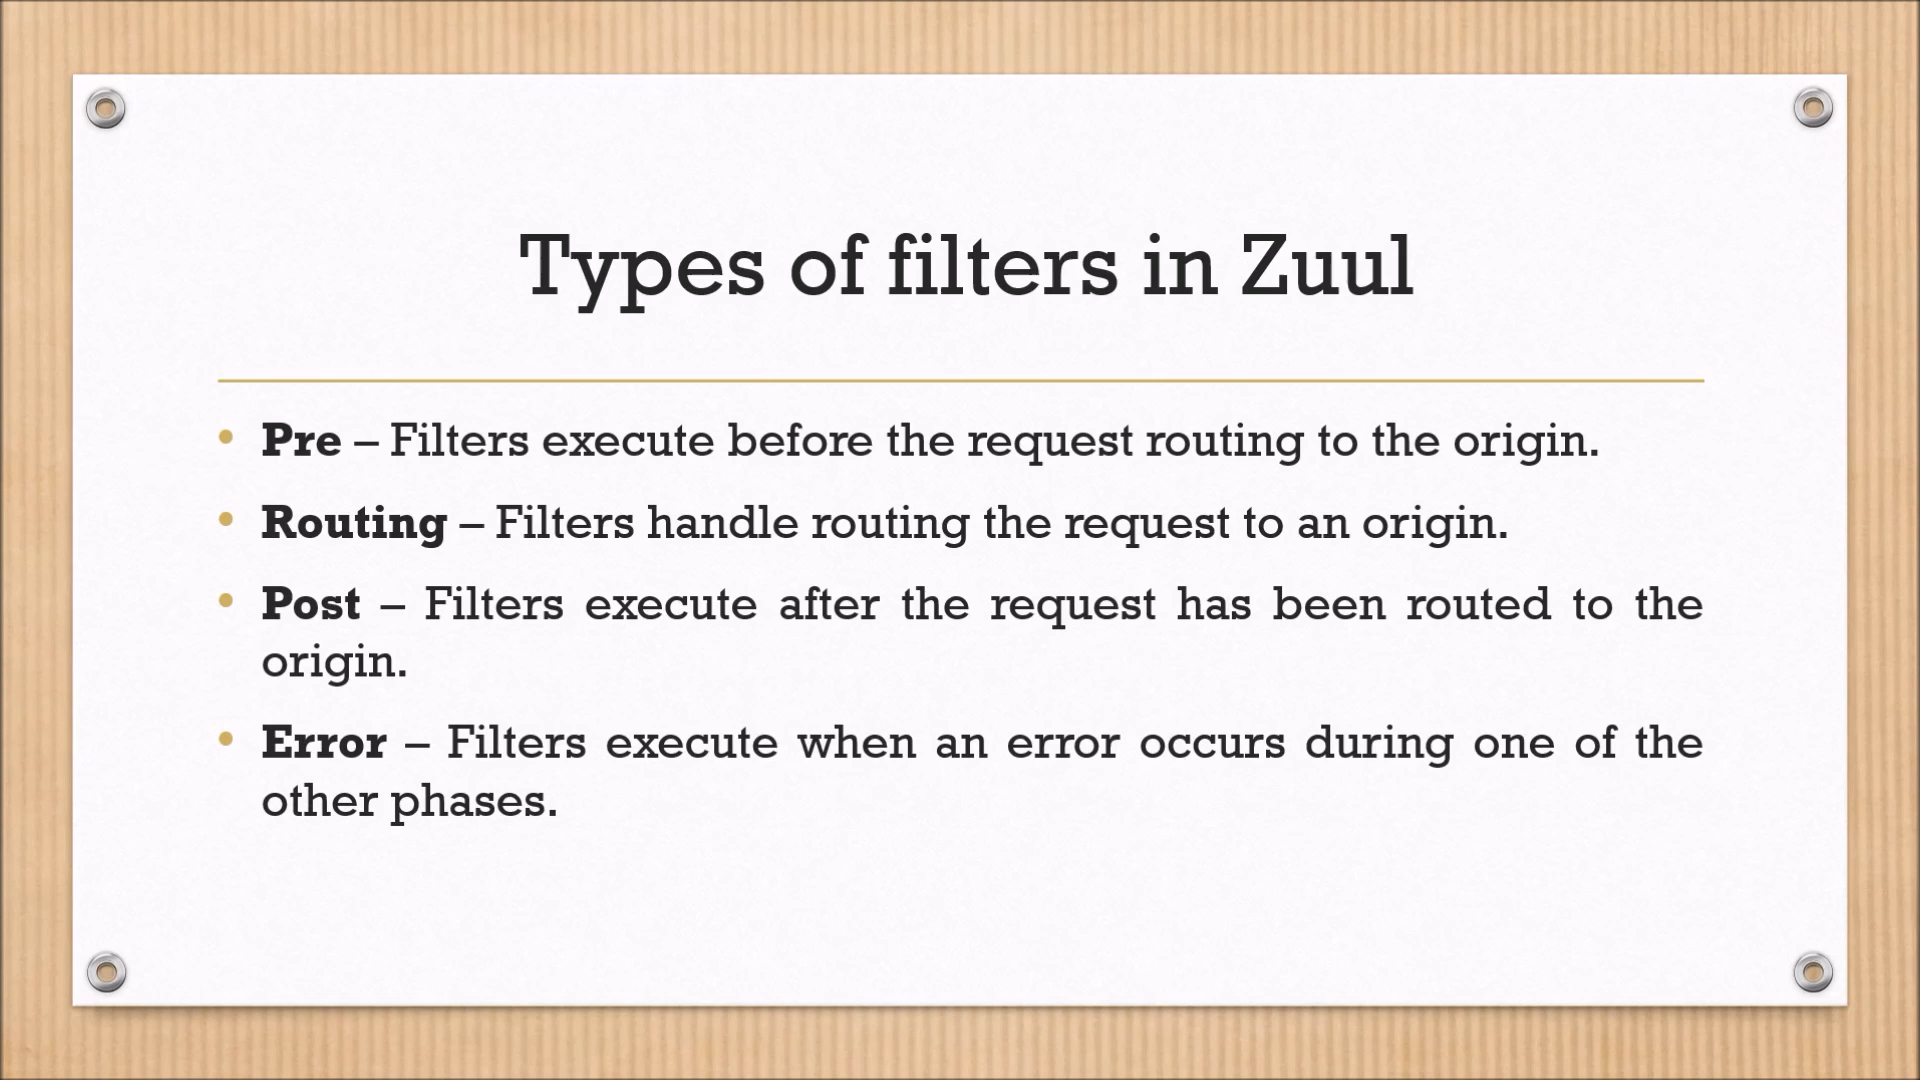 Types of filters in Zuul
• Pre – Filters execute before the request routing to the origin.
• Routing – Filters handle routing the request to an origin.
• Post – Filters execute after the request has been routed to the
origin.
• Error – Filters execute when an error occurs during one of the
other phases.